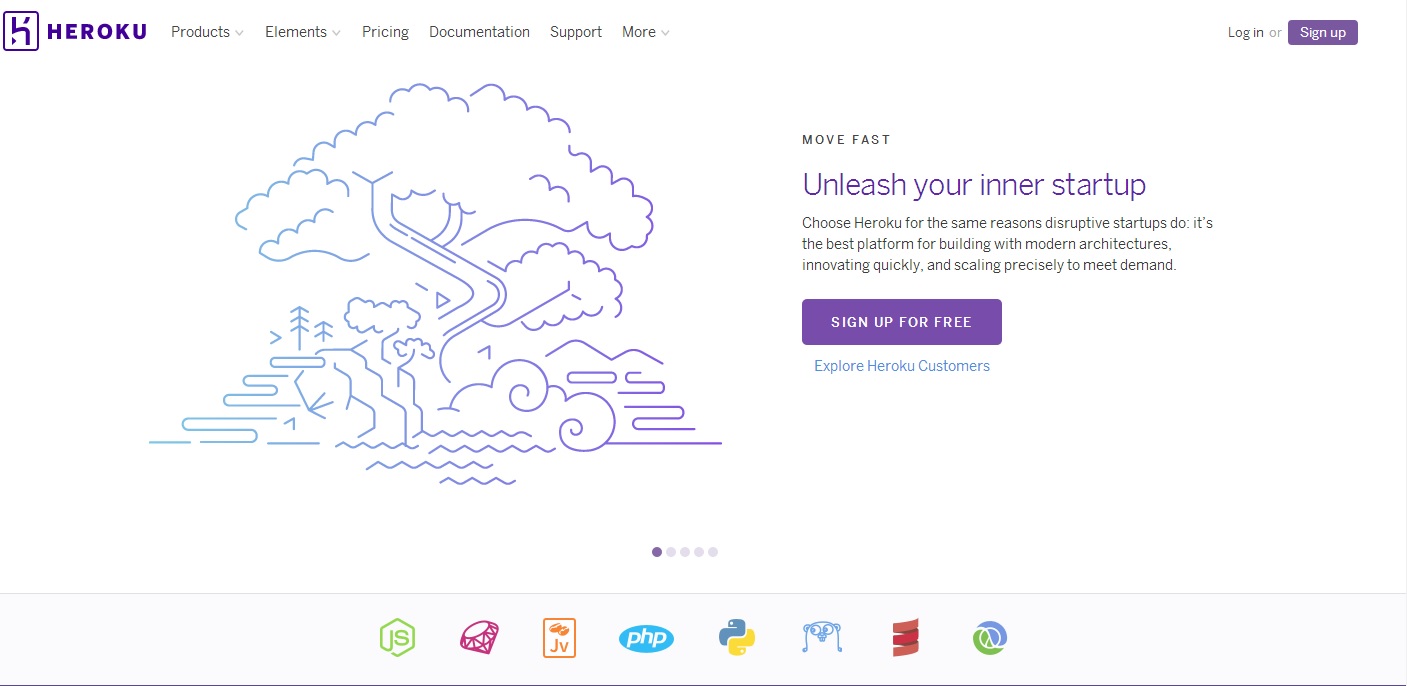 HEROKU Products Elements Pricing Documentation Support More Log in or Sign up
MOVE FAST
Unleash your inner startup
Choose Heroku for the same reasons disruptive startups do: it's
the best platform for building with modern architectures,
innovating quickly, and scaling precisely to meet demand.
SIGN UP FOR FREE
Explore Heroku Customers
JS Jv php